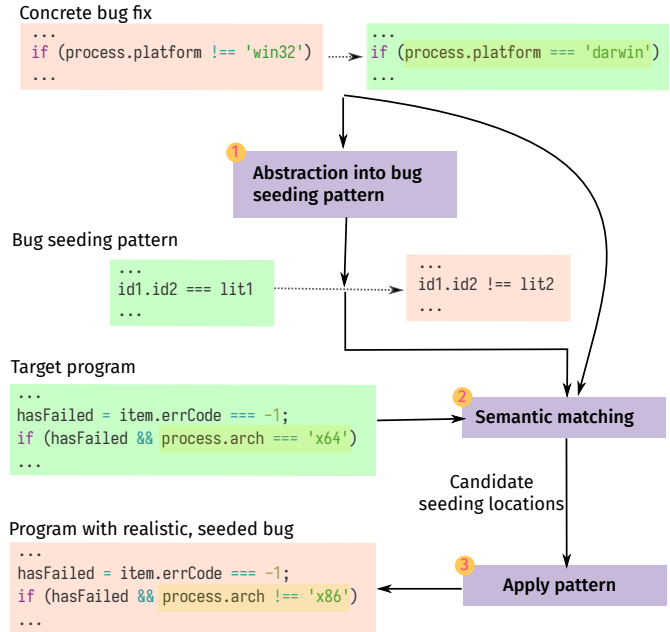 Concrete bug fix
...
if (process.platform !== 'win32')
...
...
if (process.platform === 'darwin')
...
1
Abstraction into bug
seeding pattern
Bug seeding pattern
...
id1.id2 === lit1
...
...
id1.id2 !== lit2
...
Target program
...
hasFailed = item.errCode === -1;
if (hasFailed && process.arch === 'x64')
...
2
Semantic matching
Candidate
seeding locations
Program with realistic, seeded bug
...
hasFailed = item.errCode === -1;
if (hasFailed && process.arch !== 'x86')
...
3
Apply pattern